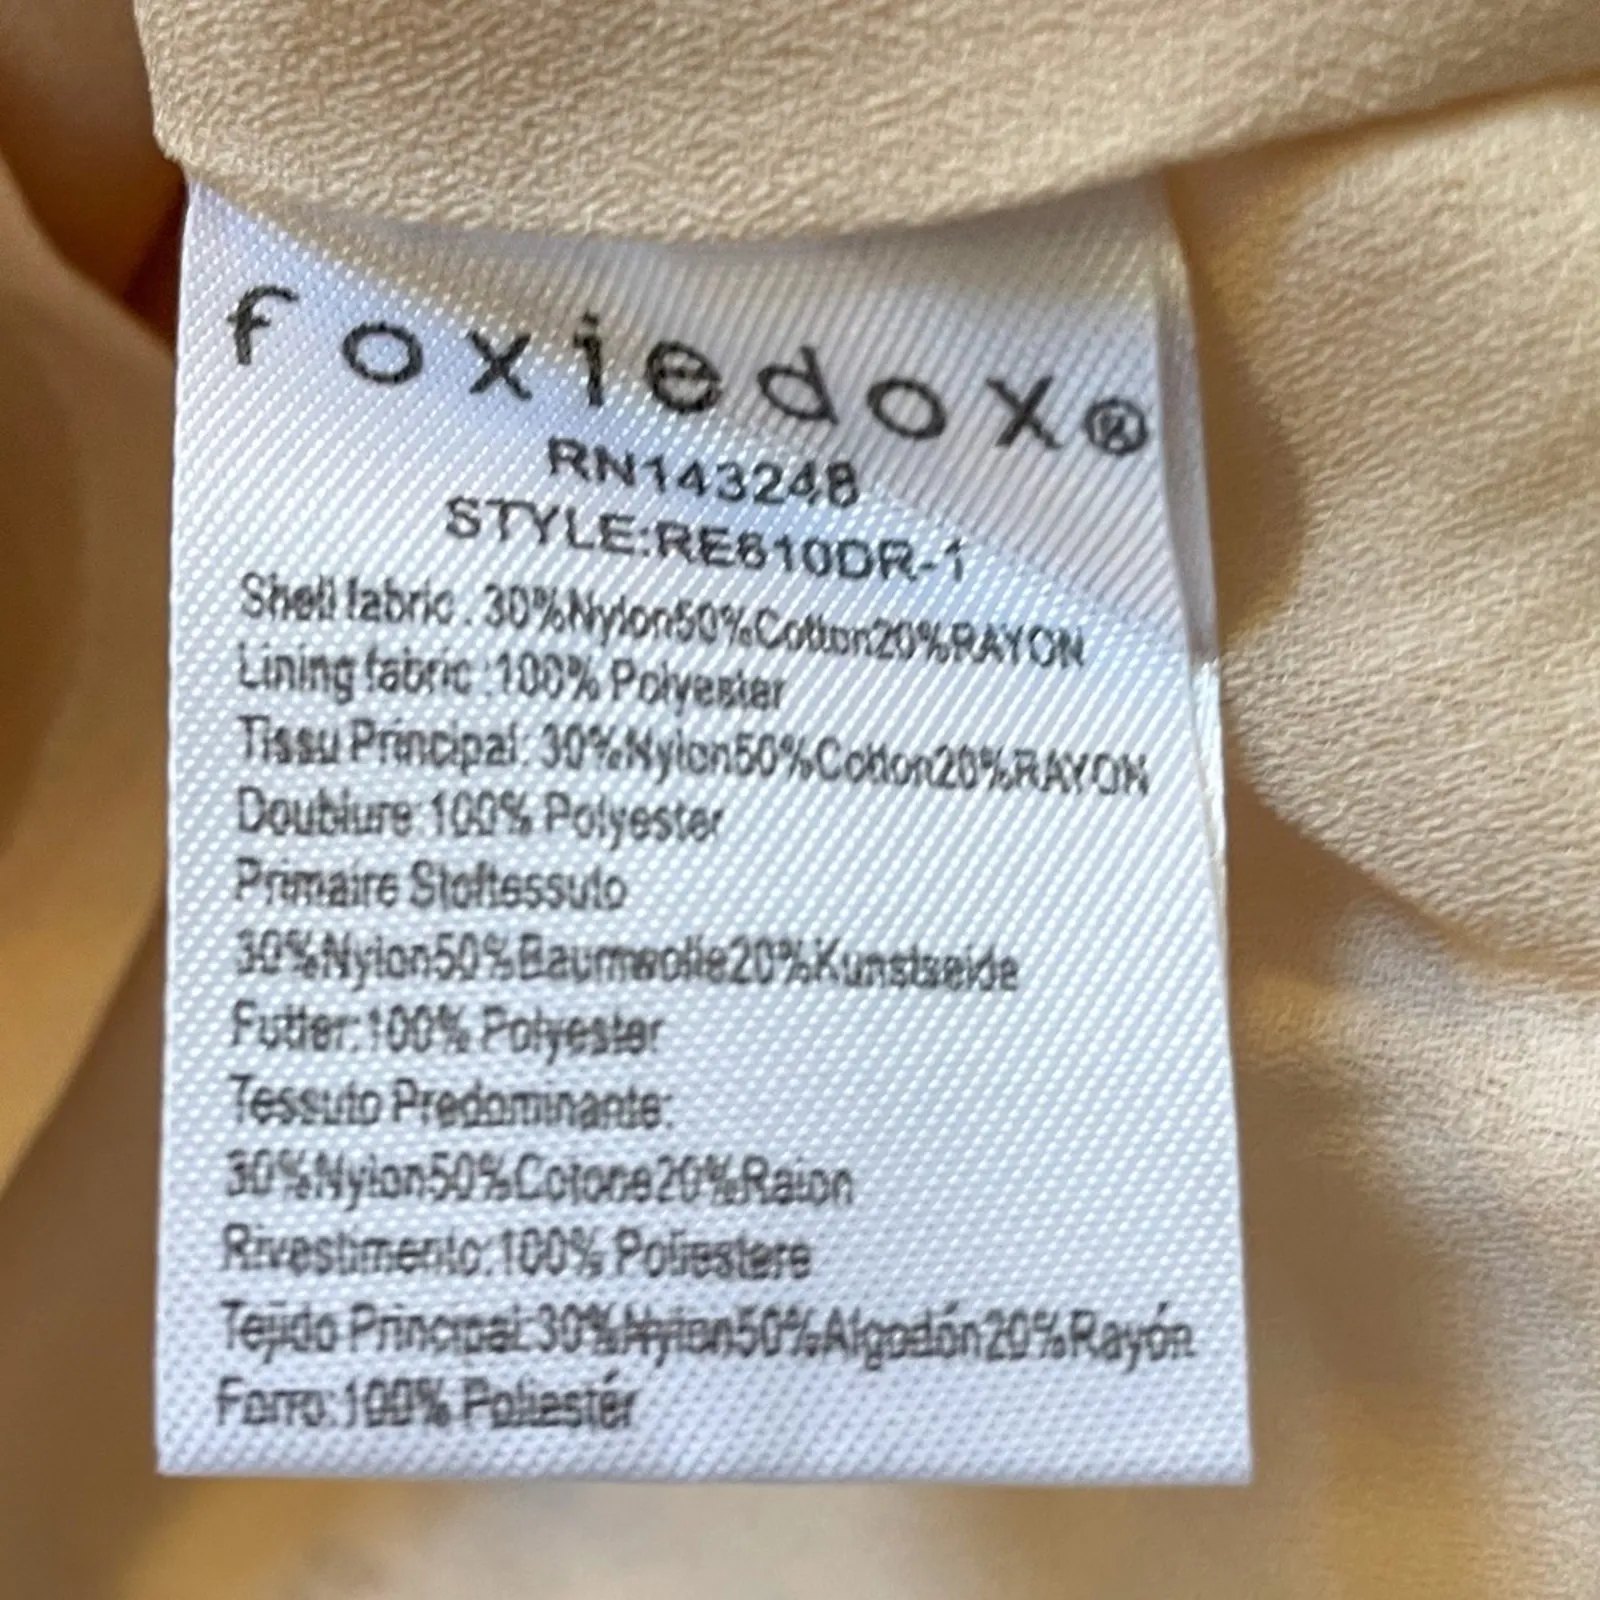 foxiedox®
RN143248
STYLE:RE610DR-1
Shell fabric: 30%Nylon50%Cotton20%RAYON
Lining fabric:100% Polyester
Tissu Principal: 30%Nylon50%Cotton20%RAYON
Doublure:100% Polyester
Primaire Stoftessuto
30%Nylon50%Baumwolle20%Kunstseide
Futter:100% Polyester
Tessuto Predominante:
30%Nylon50%Cotone20%Raion
Rivestimento:100% Poliestere
Tejido Principal:30%Nylon50%Algodón20%Rayón
Forro:100% Poliestér